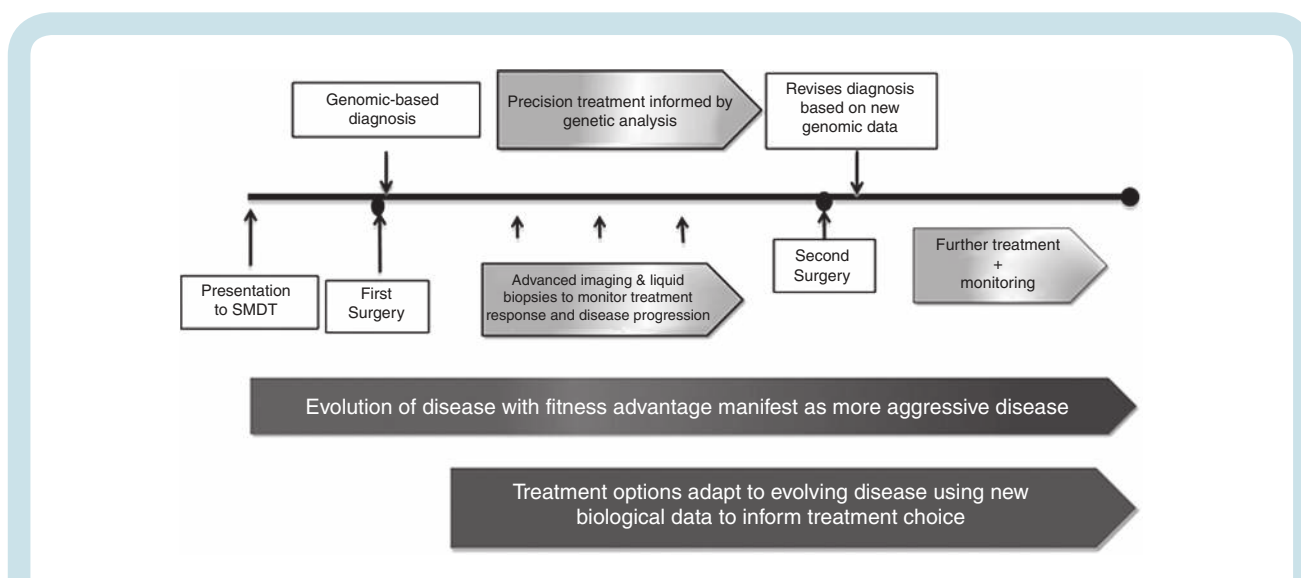 Genomic-based
diagnosis
Precision treatment informed by
genetic analysis
Revises diagnosis
based on new
genomic data
Presentation
to SMDT
First
Surgery
Advanced imaging & liquid
biopsies to monitor treatment
response and disease progression
Second
Surgery
Further treatment
+
monitoring
Evolution of disease with fitness advantage manifest as more aggressive disease
Treatment options adapt to evolving disease using new
biological data to inform treatment choice